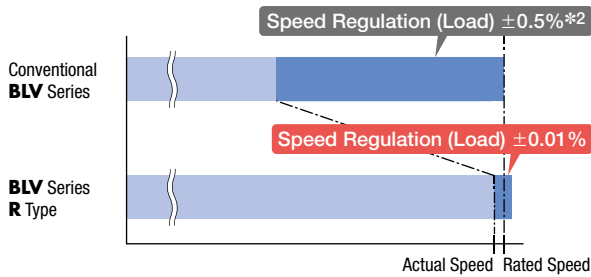 Speed Regulation (Load) ±0.5%*2
Conventional
BLV Series
Speed Regulation (Load) ±0.01%
BLV Series
R Type
Actual Speed
Rated Speed